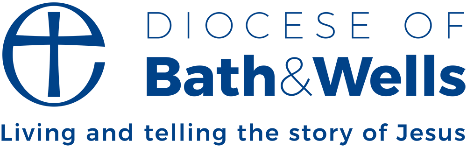 DIOCESE OF
Bath&Wells
Living and telling the story of Jesus